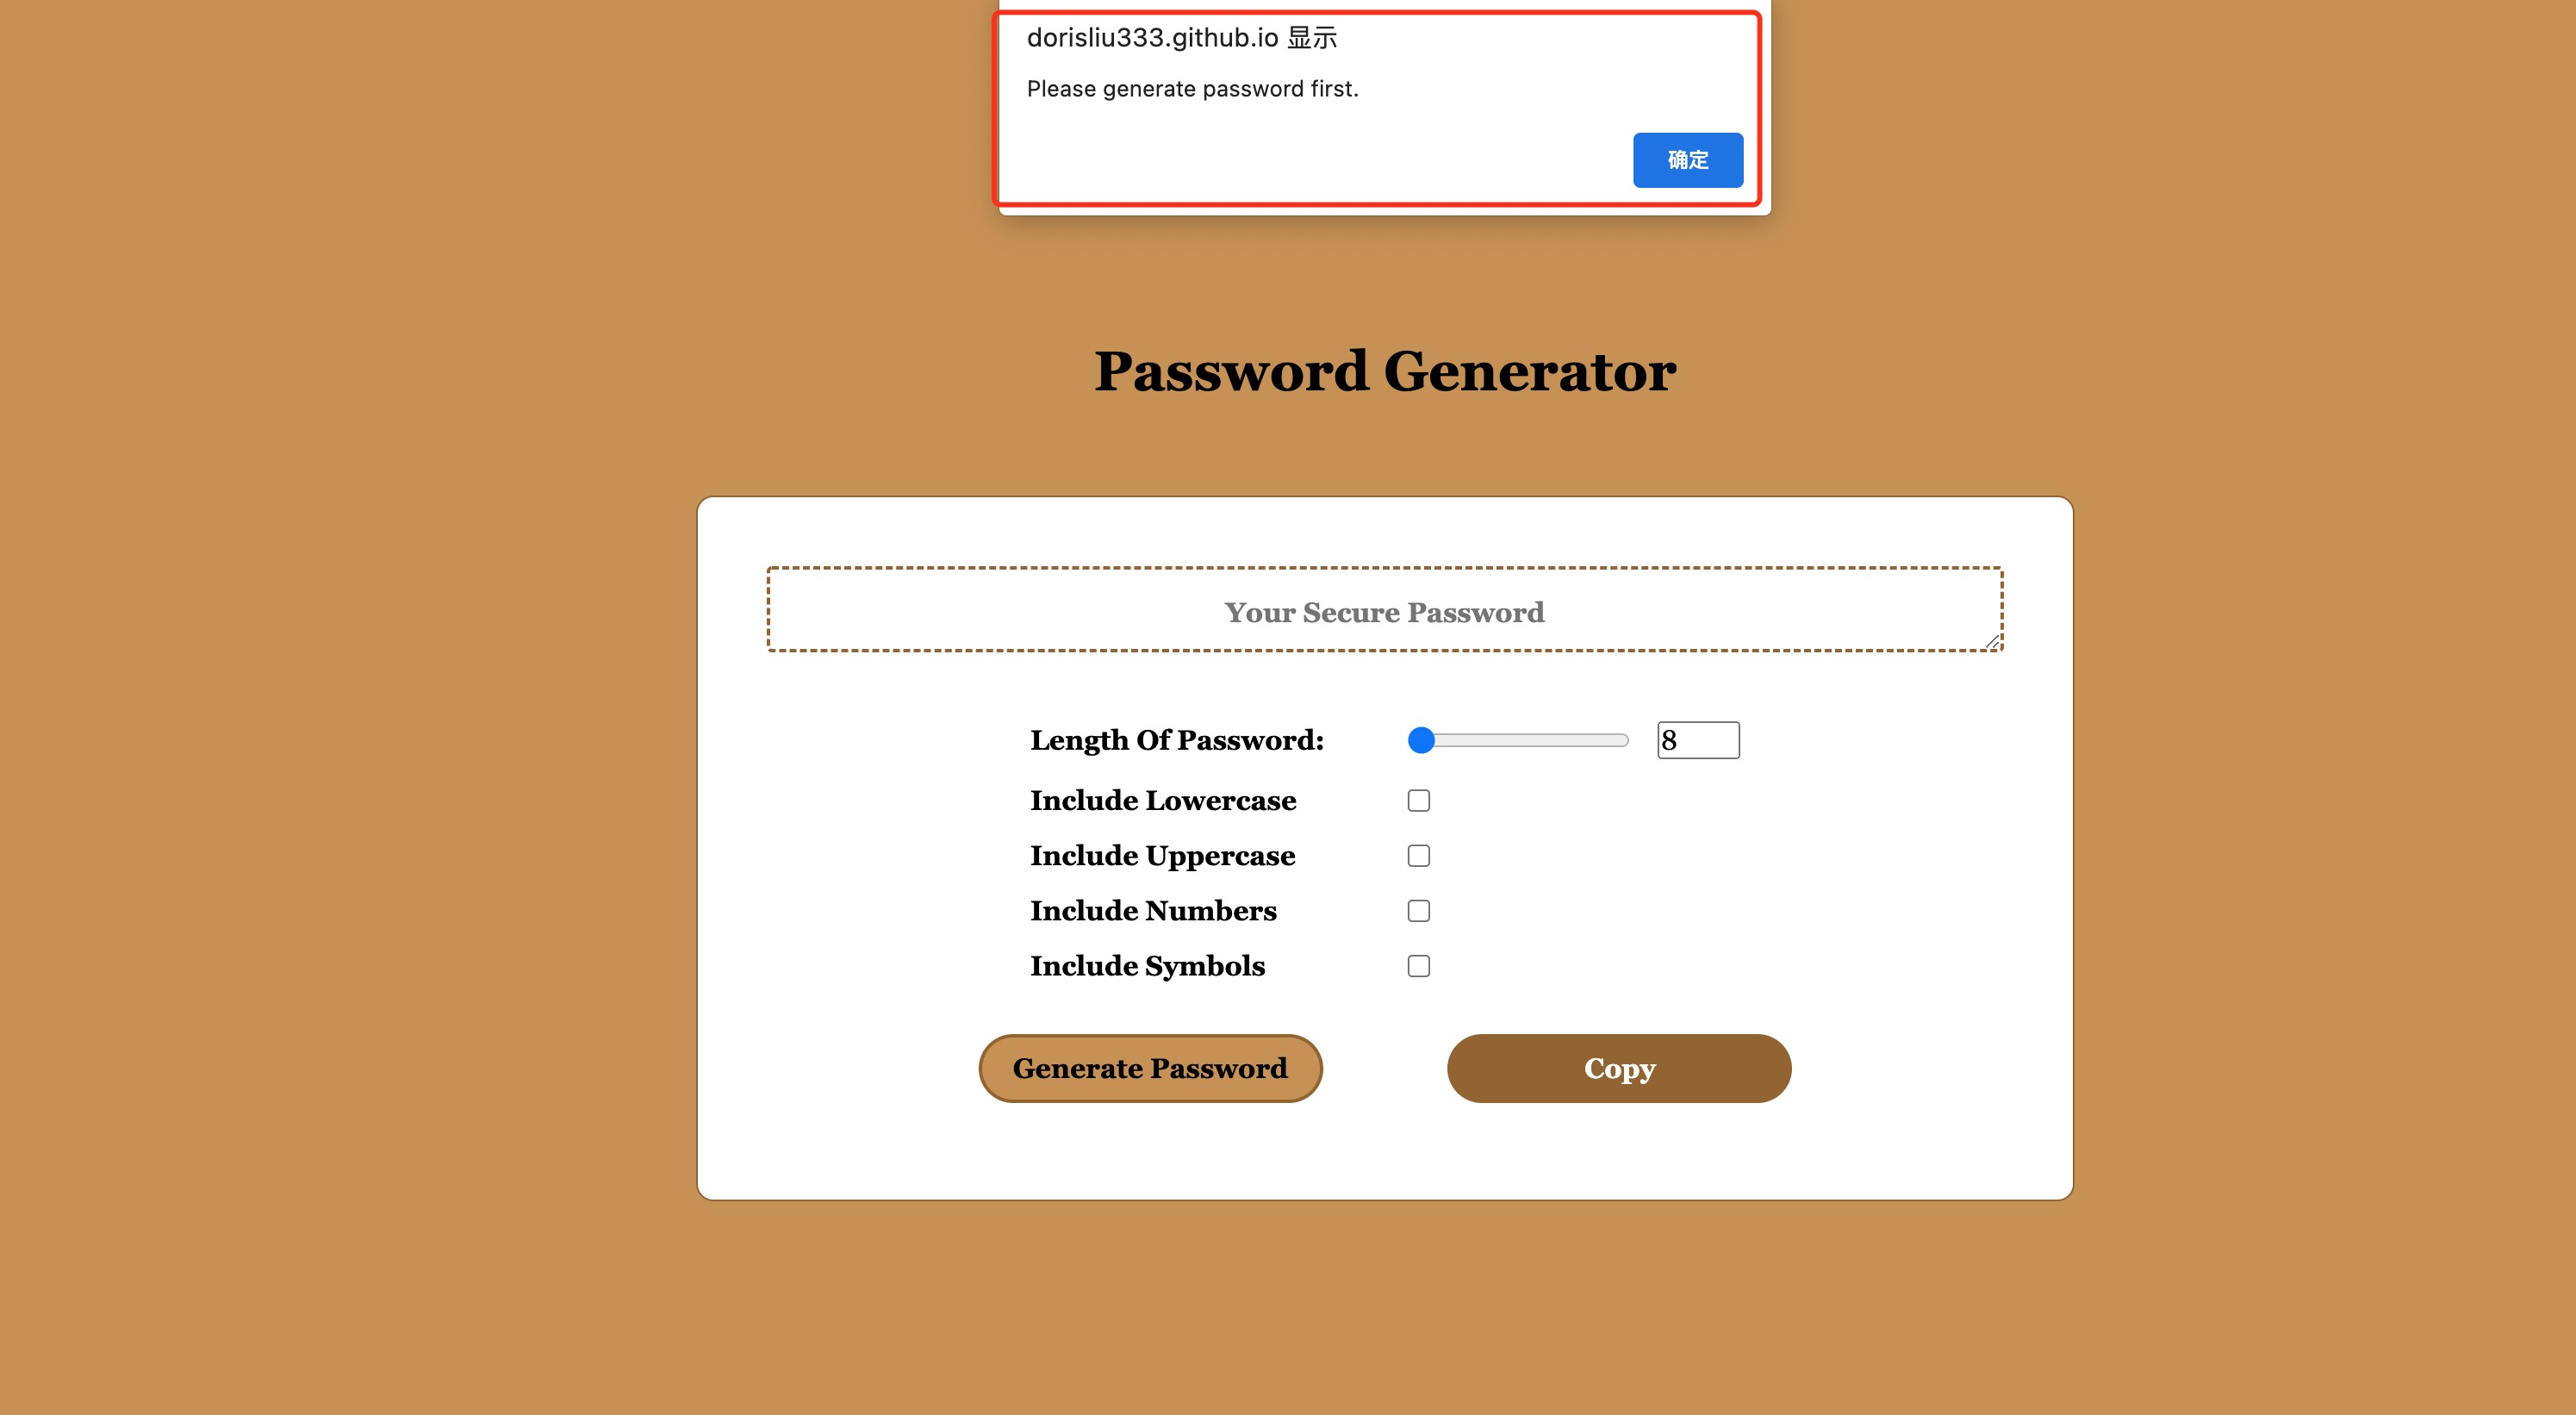 dorisliu333.github.io 显示
Please generate password first.
确定
Password Generator
Your Secure Password
Length Of Password:
8
Include Lowercase
Include Uppercase
Include Numbers
Include Symbols
Generate Password
Copy